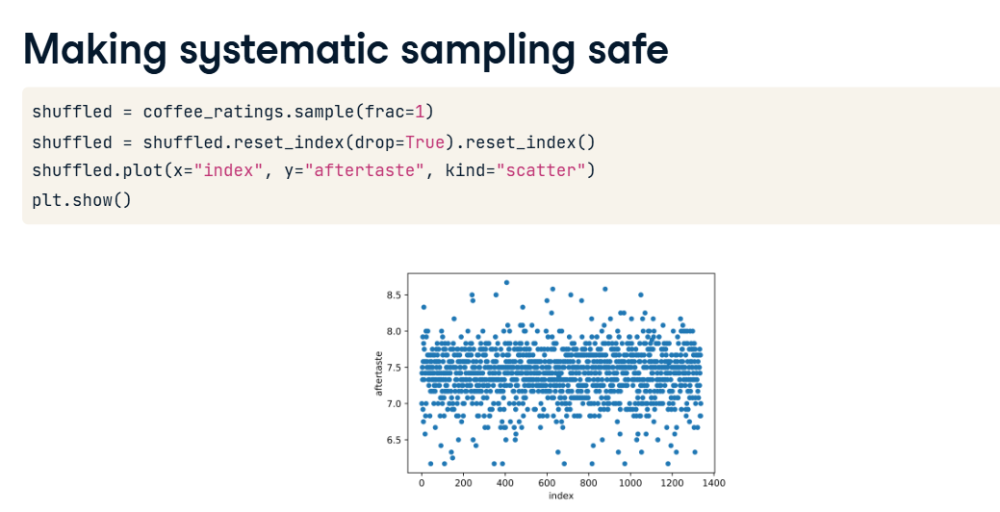 Making systematic sampling safe
shuffled = coffee_ratings.sample(frac=1)
shuffled = shuffled.reset_index(drop=True).reset_index()
shuffled.plot(x="index", y="aftertaste", kind="scatter")
plt.show()
8.5
8.0
7.5
7.0
6.5
aftertaste
0 200 400 600 800 1000 1200 1400
index